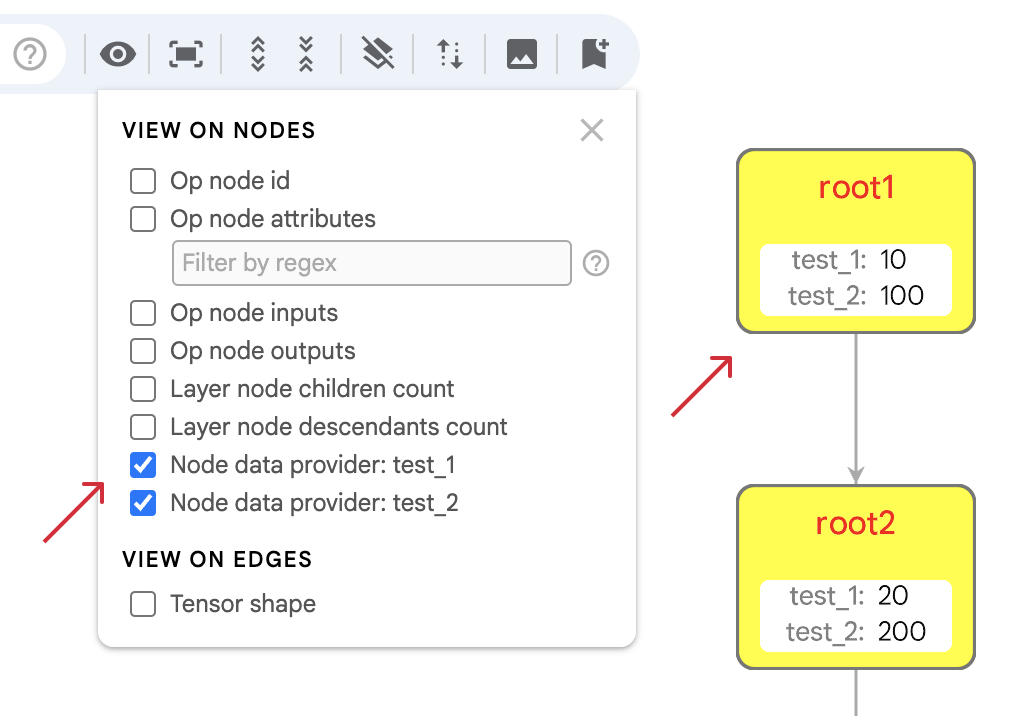 VIEW ON NODES
Op node id
Op node attributes
Filter by regex
Op node inputs
Op node outputs
Layer node children count
Layer node descendants count
Node data provider: test_1
Node data provider: test_2
VIEW ON EDGES
Tensor shape
root1
test_1: 10
test_2: 100
root2
test_1: 20
test_2: 200